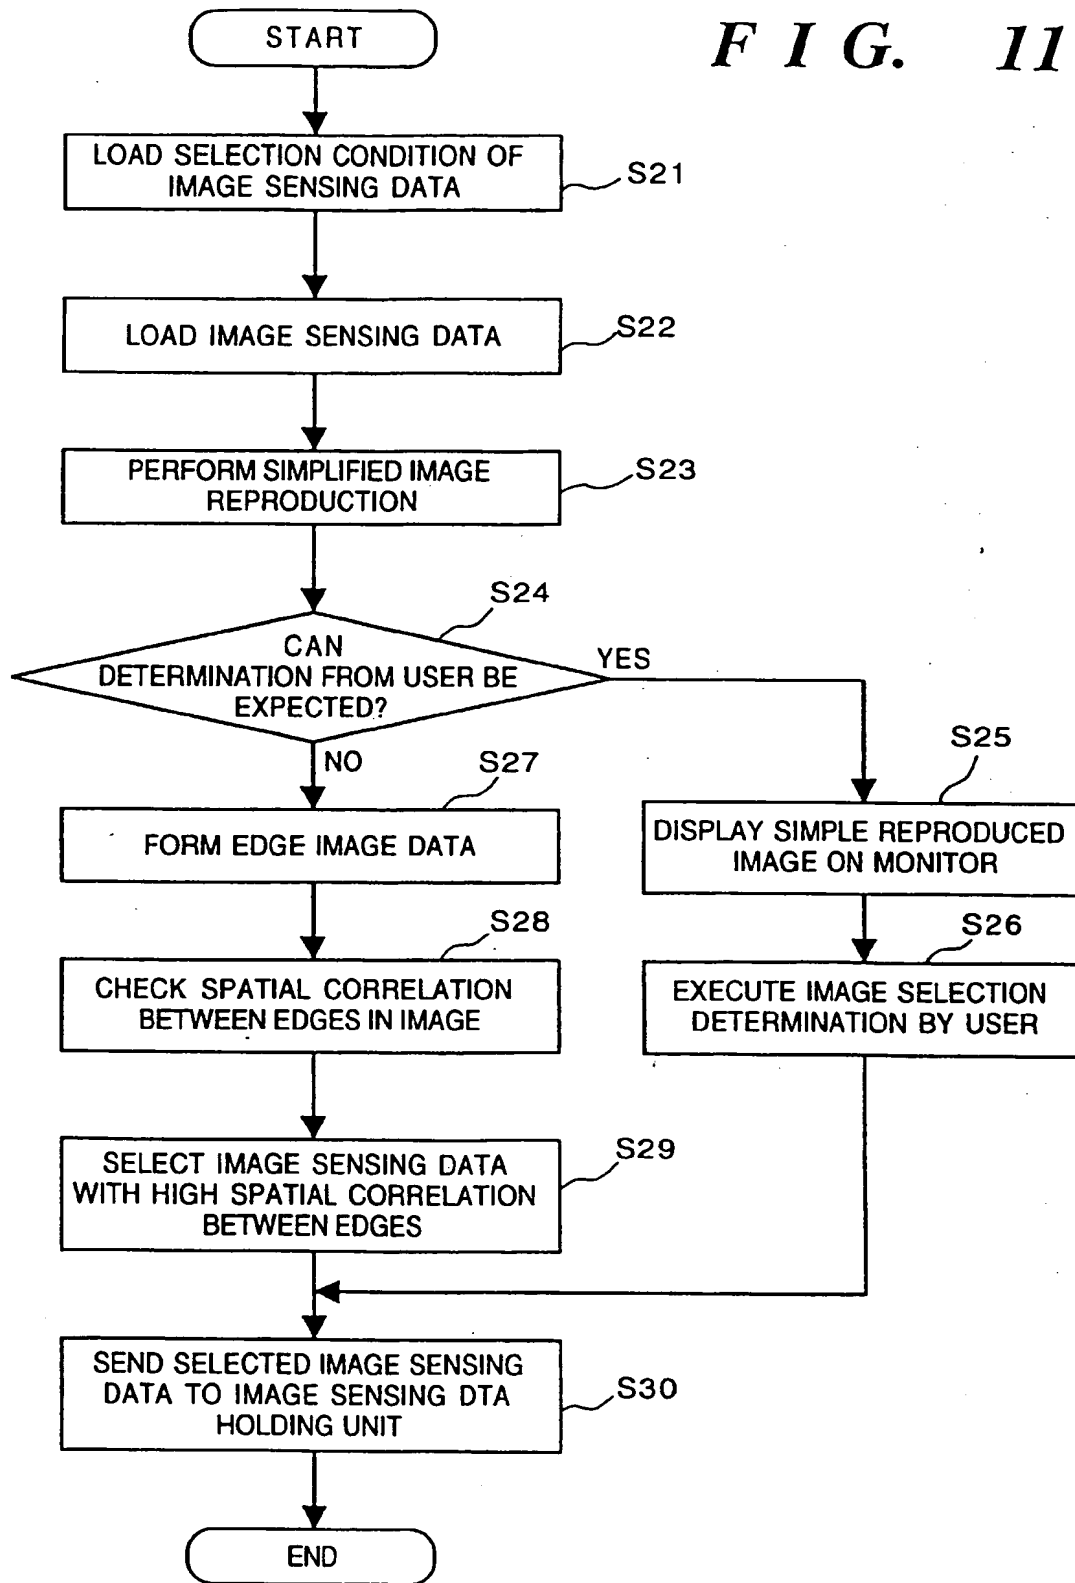 START
FIG. 11
LOAD SELECTION CONDITION OF
IMAGE SENSING DATA
S21
LOAD IMAGE SENSING DATA
S22
PERFORM SIMPLIFIED IMAGE
REPRODUCTION
S23
S24
CAN
DETERMINATION FROM USER BE
EXPECTED?
YES
NO
S25
DISPLAY SIMPLE REPRODUCED
IMAGE ON MONITOR
S26
EXECUTE IMAGE SELECTION
DETERMINATION BY USER
S27
FORM EDGE IMAGE DATA
S28
CHECK SPATIAL CORRELATION
BETWEEN EDGES IN IMAGE
S29
SELECT IMAGE SENSING DATA
WITH HIGH SPATIAL CORRELATION
BETWEEN EDGES
SEND SELECTED IMAGE SENSING
DATA TO IMAGE SENSING DTA
HOLDING UNIT
S30
END